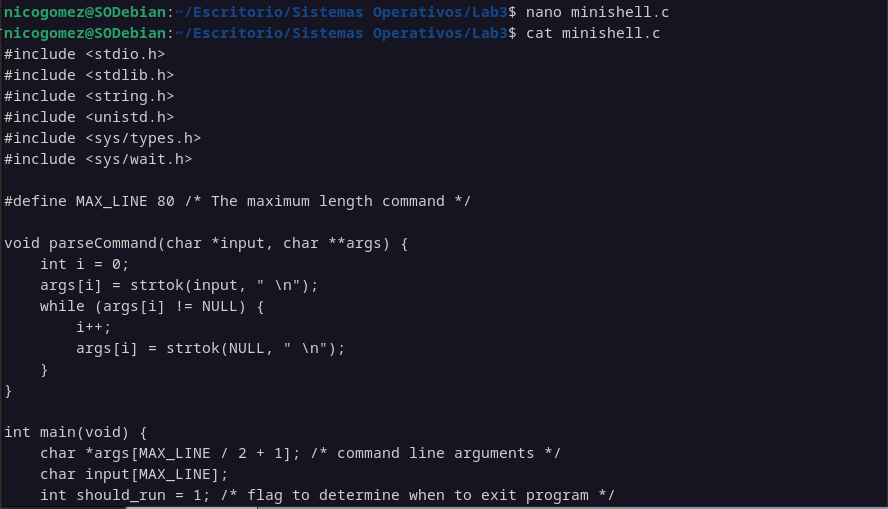 nicogomez@SODebian:~/Escritorio/Sistemas Operativos/Lab3$ nano minishell.c
nicogomez@SODebian:~/Escritorio/Sistemas Operativos/Lab3$ cat minishell.c
#include <stdio.h>
#include <stdlib.h>
#include <string.h>
#include <unistd.h>
#include <sys/types.h>
#include <sys/wait.h>

#define MAX_LINE 80 /* The maximum length command */

void parseCommand(char *input, char **args) {
    int i = 0;
    args[i] = strtok(input, " \n");
    while (args[i] != NULL) {
        i++;
        args[i] = strtok(NULL, " \n");
    }
}

int main(void) {
    char *args[MAX_LINE / 2 + 1]; /* command line arguments */
    char input[MAX_LINE];
    int should_run = 1; /* flag to determine when to exit program */